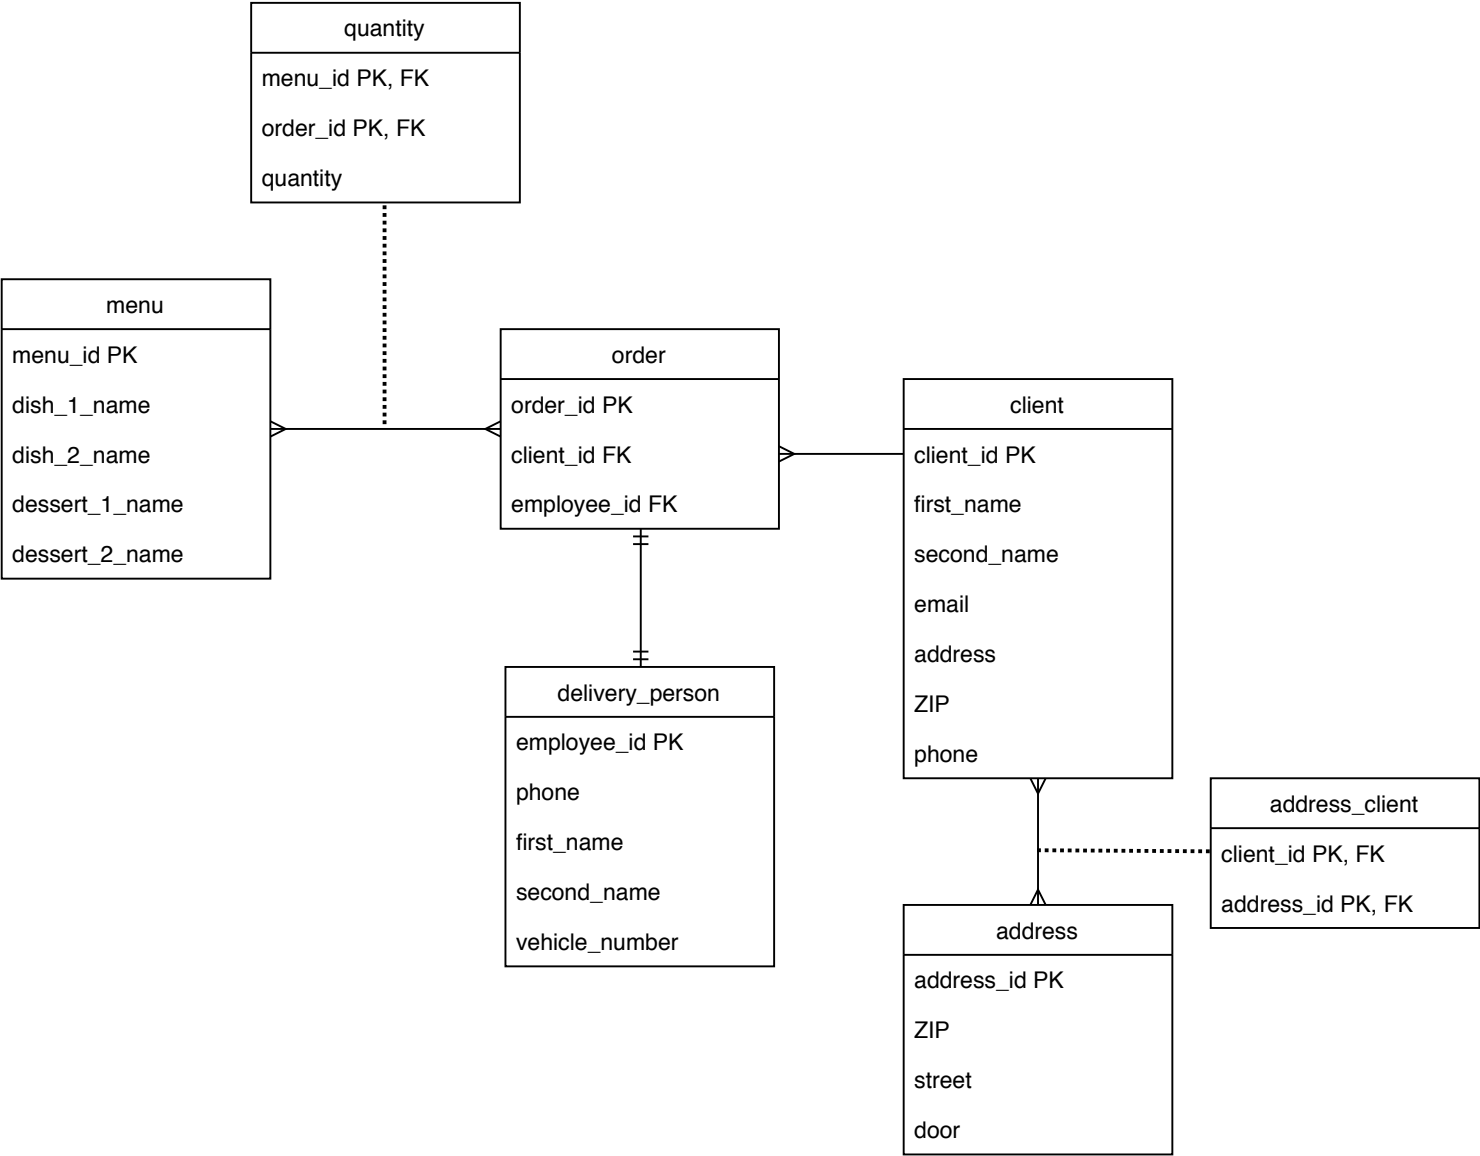 quantity
menu_id PK, FK
order_id PK, FK
quantity
menu
menu_id PK
dish_1_name
dish_2_name
dessert_1_name
dessert_2_name
order
order_id PK
client_id FK
employee_id FK
client
client_id PK
first_name
second_name
email
address
ZIP
phone
delivery_person
employee_id PK
phone
first_name
second_name
vehicle_number
address_client
client_id PK, FK
address_id PK, FK
address
address_id PK
ZIP
street
door